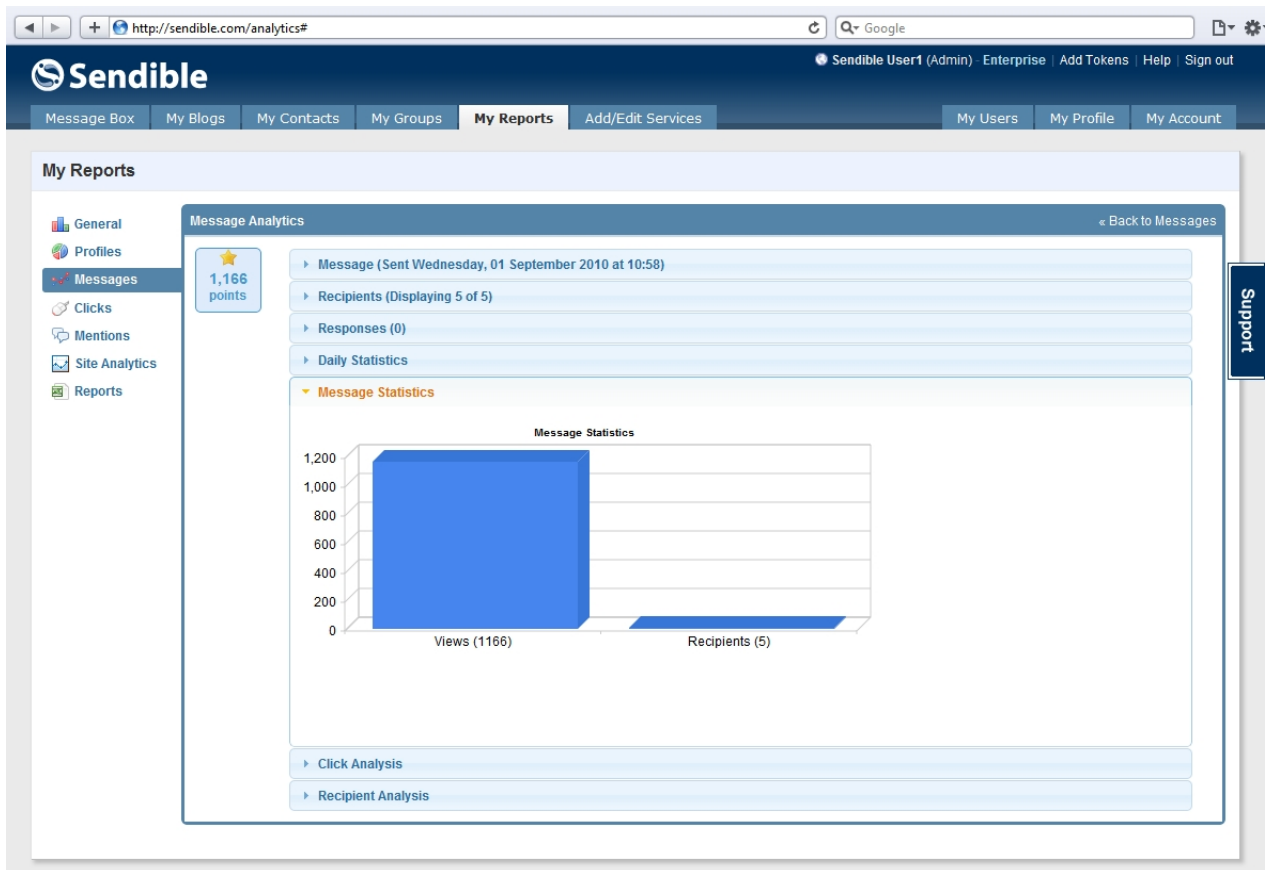 http://sendible.com/analytics#
Google
Sendible
Sendible User1 (Admin) - Enterprise | Add Tokens | Help | Sign out
Message Box My Blogs My Contacts My Groups My Reports Add/Edit Services My Users My Profile My Account
My Reports
General
Profiles
Messages
Clicks
Mentions
Site Analytics
Reports
Message Analytics
« Back to Messages
1,166
points
Message (Sent Wednesday, 01 September 2010 at 10:58)
Recipients (Displaying 5 of 5)
Responses (0)
Daily Statistics
Message Statistics
Message Statistics
1,200
1,000
800
600
400
200
0
Views (1166) Recipients (5)
Click Analysis
Recipient Analysis
Support